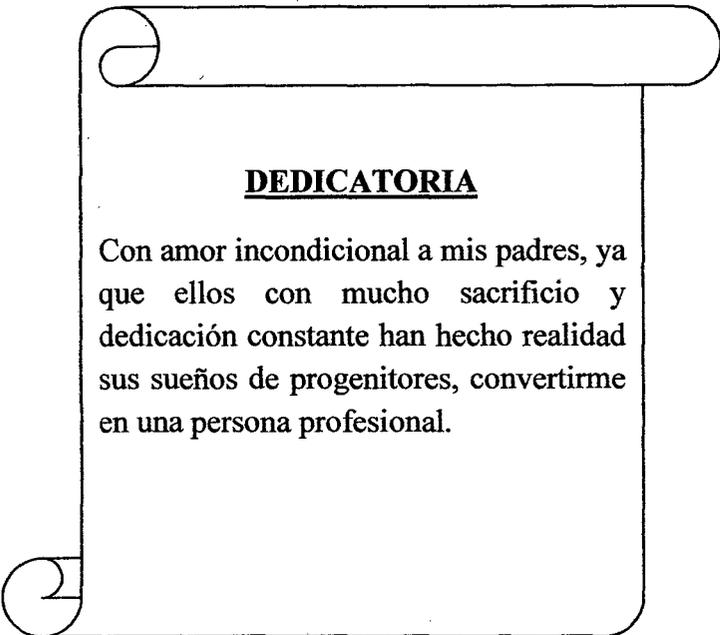 DEDICATORIA
Con amor incondicional a mis padres, ya
que ellos con mucho sacrificio y
dedicación constante han hecho realidad
sus sueños de progenitores, convertirme
en una persona profesional.